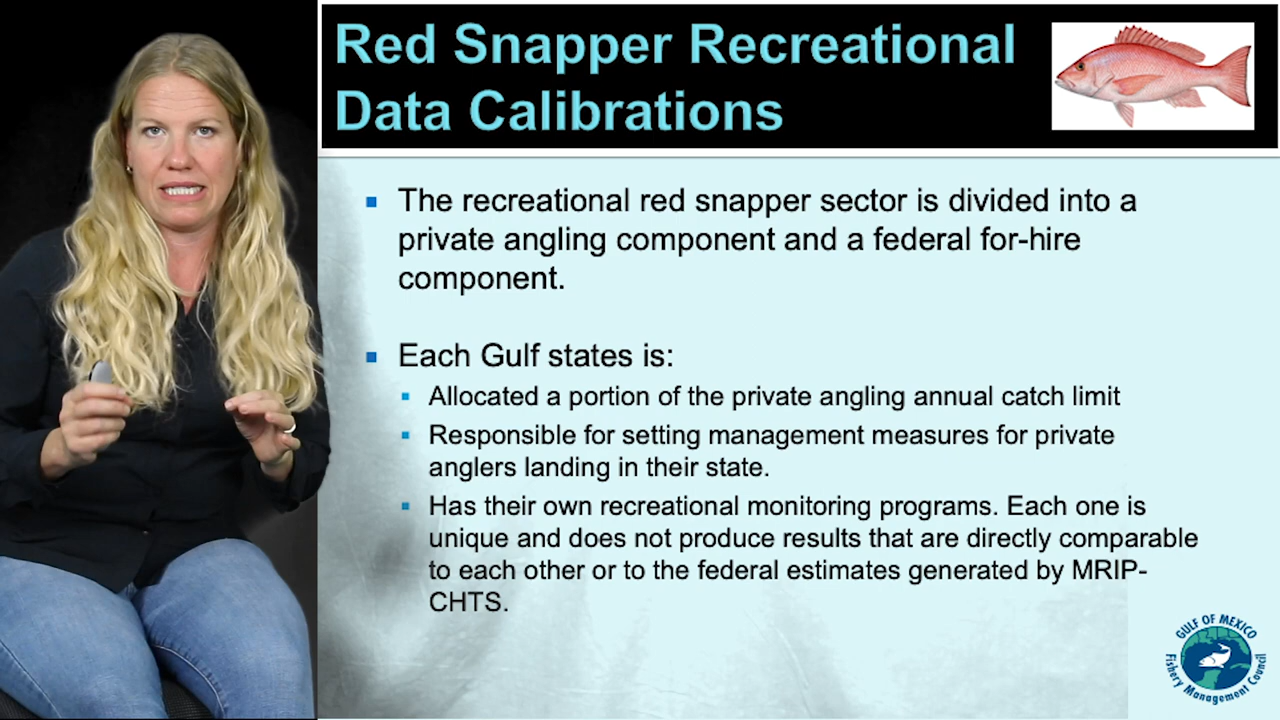 Red Snapper Recreational
Data Calibrations
▪ The recreational red snapper sector is divided into a
private angling component and a federal for-hire
component.
▪ Each Gulf states is:
▪ Allocated a portion of the private angling annual catch limit
▪ Responsible for setting management measures for private
anglers landing in their state.
▪ Has their own recreational monitoring programs. Each one is
unique and does not produce results that are directly comparable
to each other or to the federal estimates generated by MRIP-
CHTS.
GULF OF MEXICO
Fishery Management Council